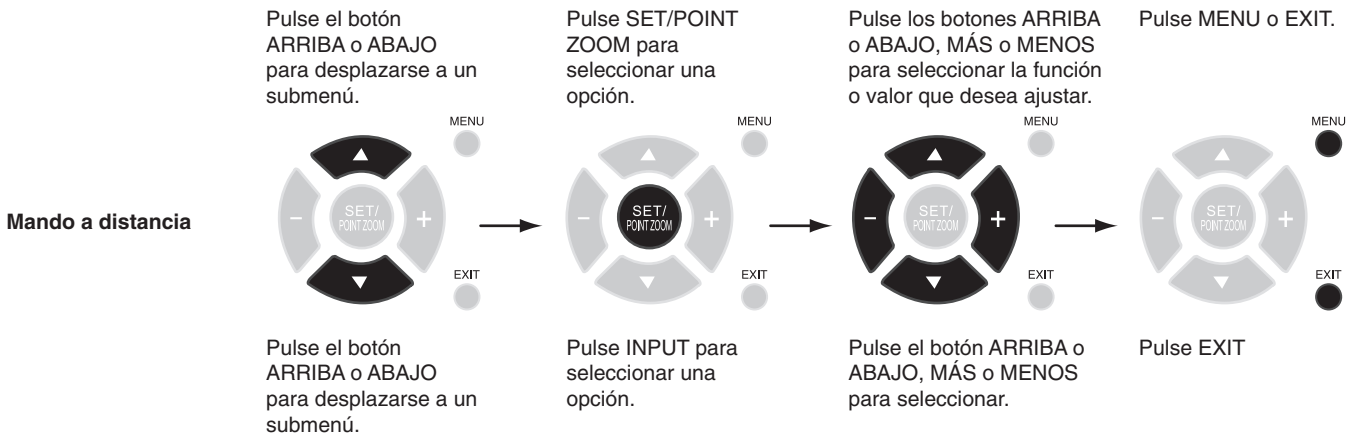 Pulse el botón
ARRIBA o ABAJO
para desplazarse a un
submenú.
Pulse SET/POINT
ZOOM para
seleccionar una
opción.
Pulse los botones ARRIBA
o ABAJO, MÁS o MENOS
para seleccionar la función
o valor que desea ajustar.
Pulse MENU o EXIT.
Mando a distancia
MENU
SET/
POINT ZOOM
EXIT
MENU
SET/
POINT ZOOM
EXIT
MENU
SET/
POINT ZOOM
EXIT
MENU
SET/
POINT ZOOM
EXIT
Pulse el botón
ARRIBA o ABAJO
para desplazarse a un
submenú.
Pulse INPUT para
seleccionar una
opción.
Pulse el botón ARRIBA o
ABAJO, MÁS o MENOS
para seleccionar.
Pulse EXIT